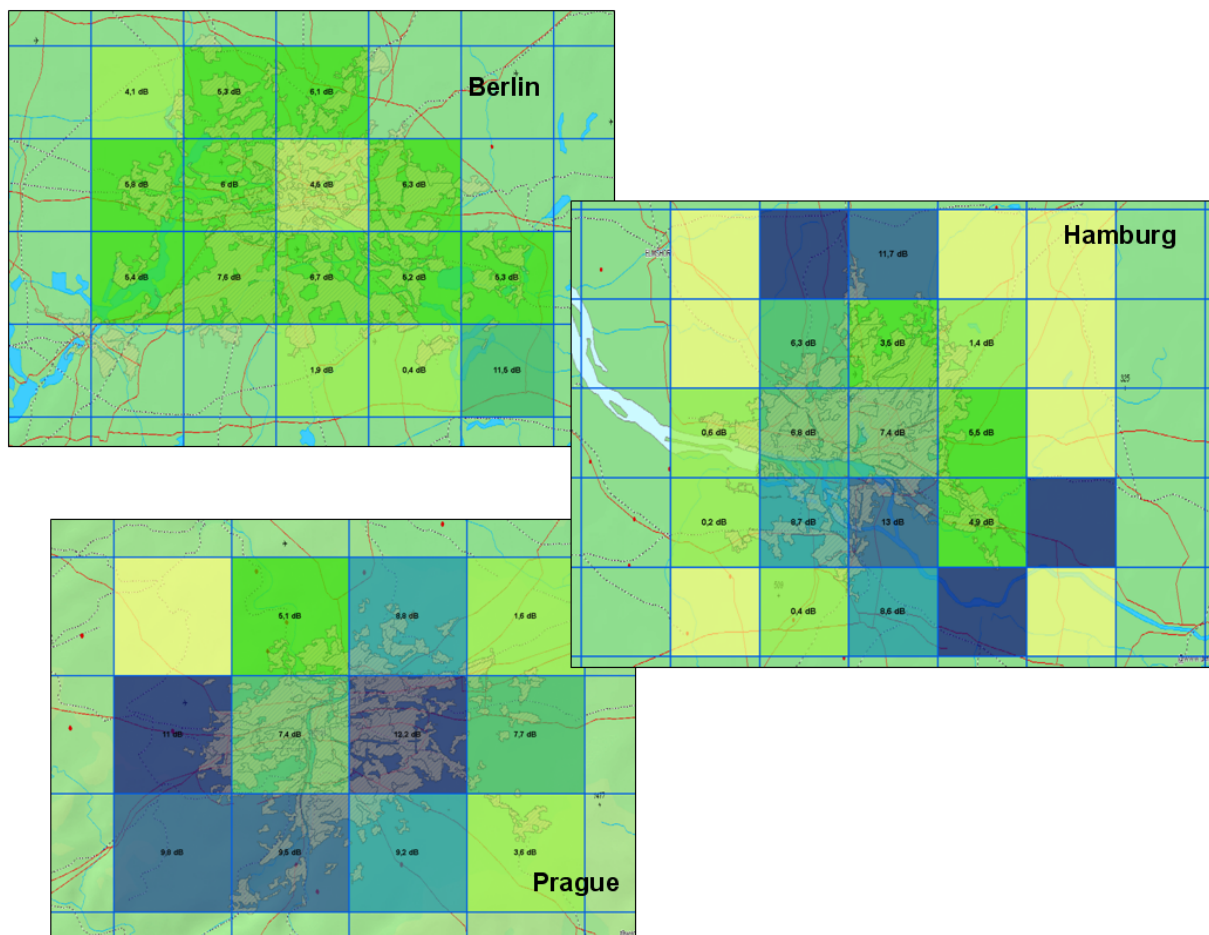 Berlin
4,1 dB
5,3 dB
6,1 dB
5,8 dB
6 dB
4,5 dB
6,3 dB
5,4 dB
7,6 dB
6,7 dB
5,2 dB
5,3 dB
1,9 dB
0,4 dB
11,5 dB
Hamburg
11,7 dB
6,3 dB
3,5 dB
1,4 dB
0,6 dB
6,8 dB
7,4 dB
5,5 dB
0,2 dB
8,7 dB
13 dB
4,9 dB
0,4 dB
8,6 dB
5,1 dB
8,8 dB
1,6 dB
11 dB
7,4 dB
13,2 dB
7,7 dB
9,9 dB
9,5 dB
9,2 dB
3,6 dB
Prague